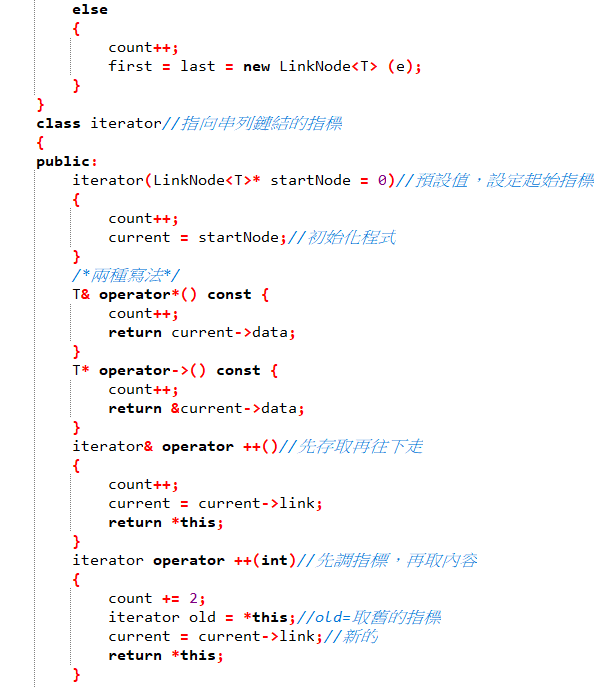 else
{
count++;
first = last = new LinkNode<T> (e);
}
}
class iterator//指向串列鏈結的指標
{
public:
iterator(LinkNode<T>* startNode = 0)//預設值，設定起始指標
{
count++;
current = startNode;//初始化程式
}
/*兩種寫法*/
T& operator*() const {
count++;
return current->data;
}
T* operator->() const {
count++;
return &current->data;
}
iterator& operator ++()//先存取再往下走
{
count++;
current = current->link;
return *this;
}
iterator operator ++(int)//先調指標，再取內容
{
count += 2;
iterator old = *this;//old=取舊的指標
current = current->link;//新的
return *this;
}